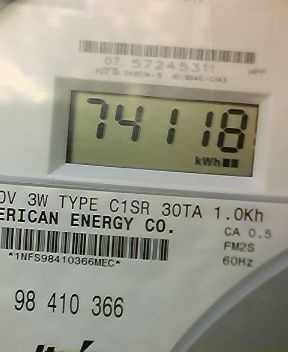 07 57245311
74118
kWh
0V 3W TYPE C1SR 30TA 1.0Kh
ERICAN ENERGY CO.
CA 0.5
FM2S
*1NFS98410366MEC*
60Hz
98 410 366